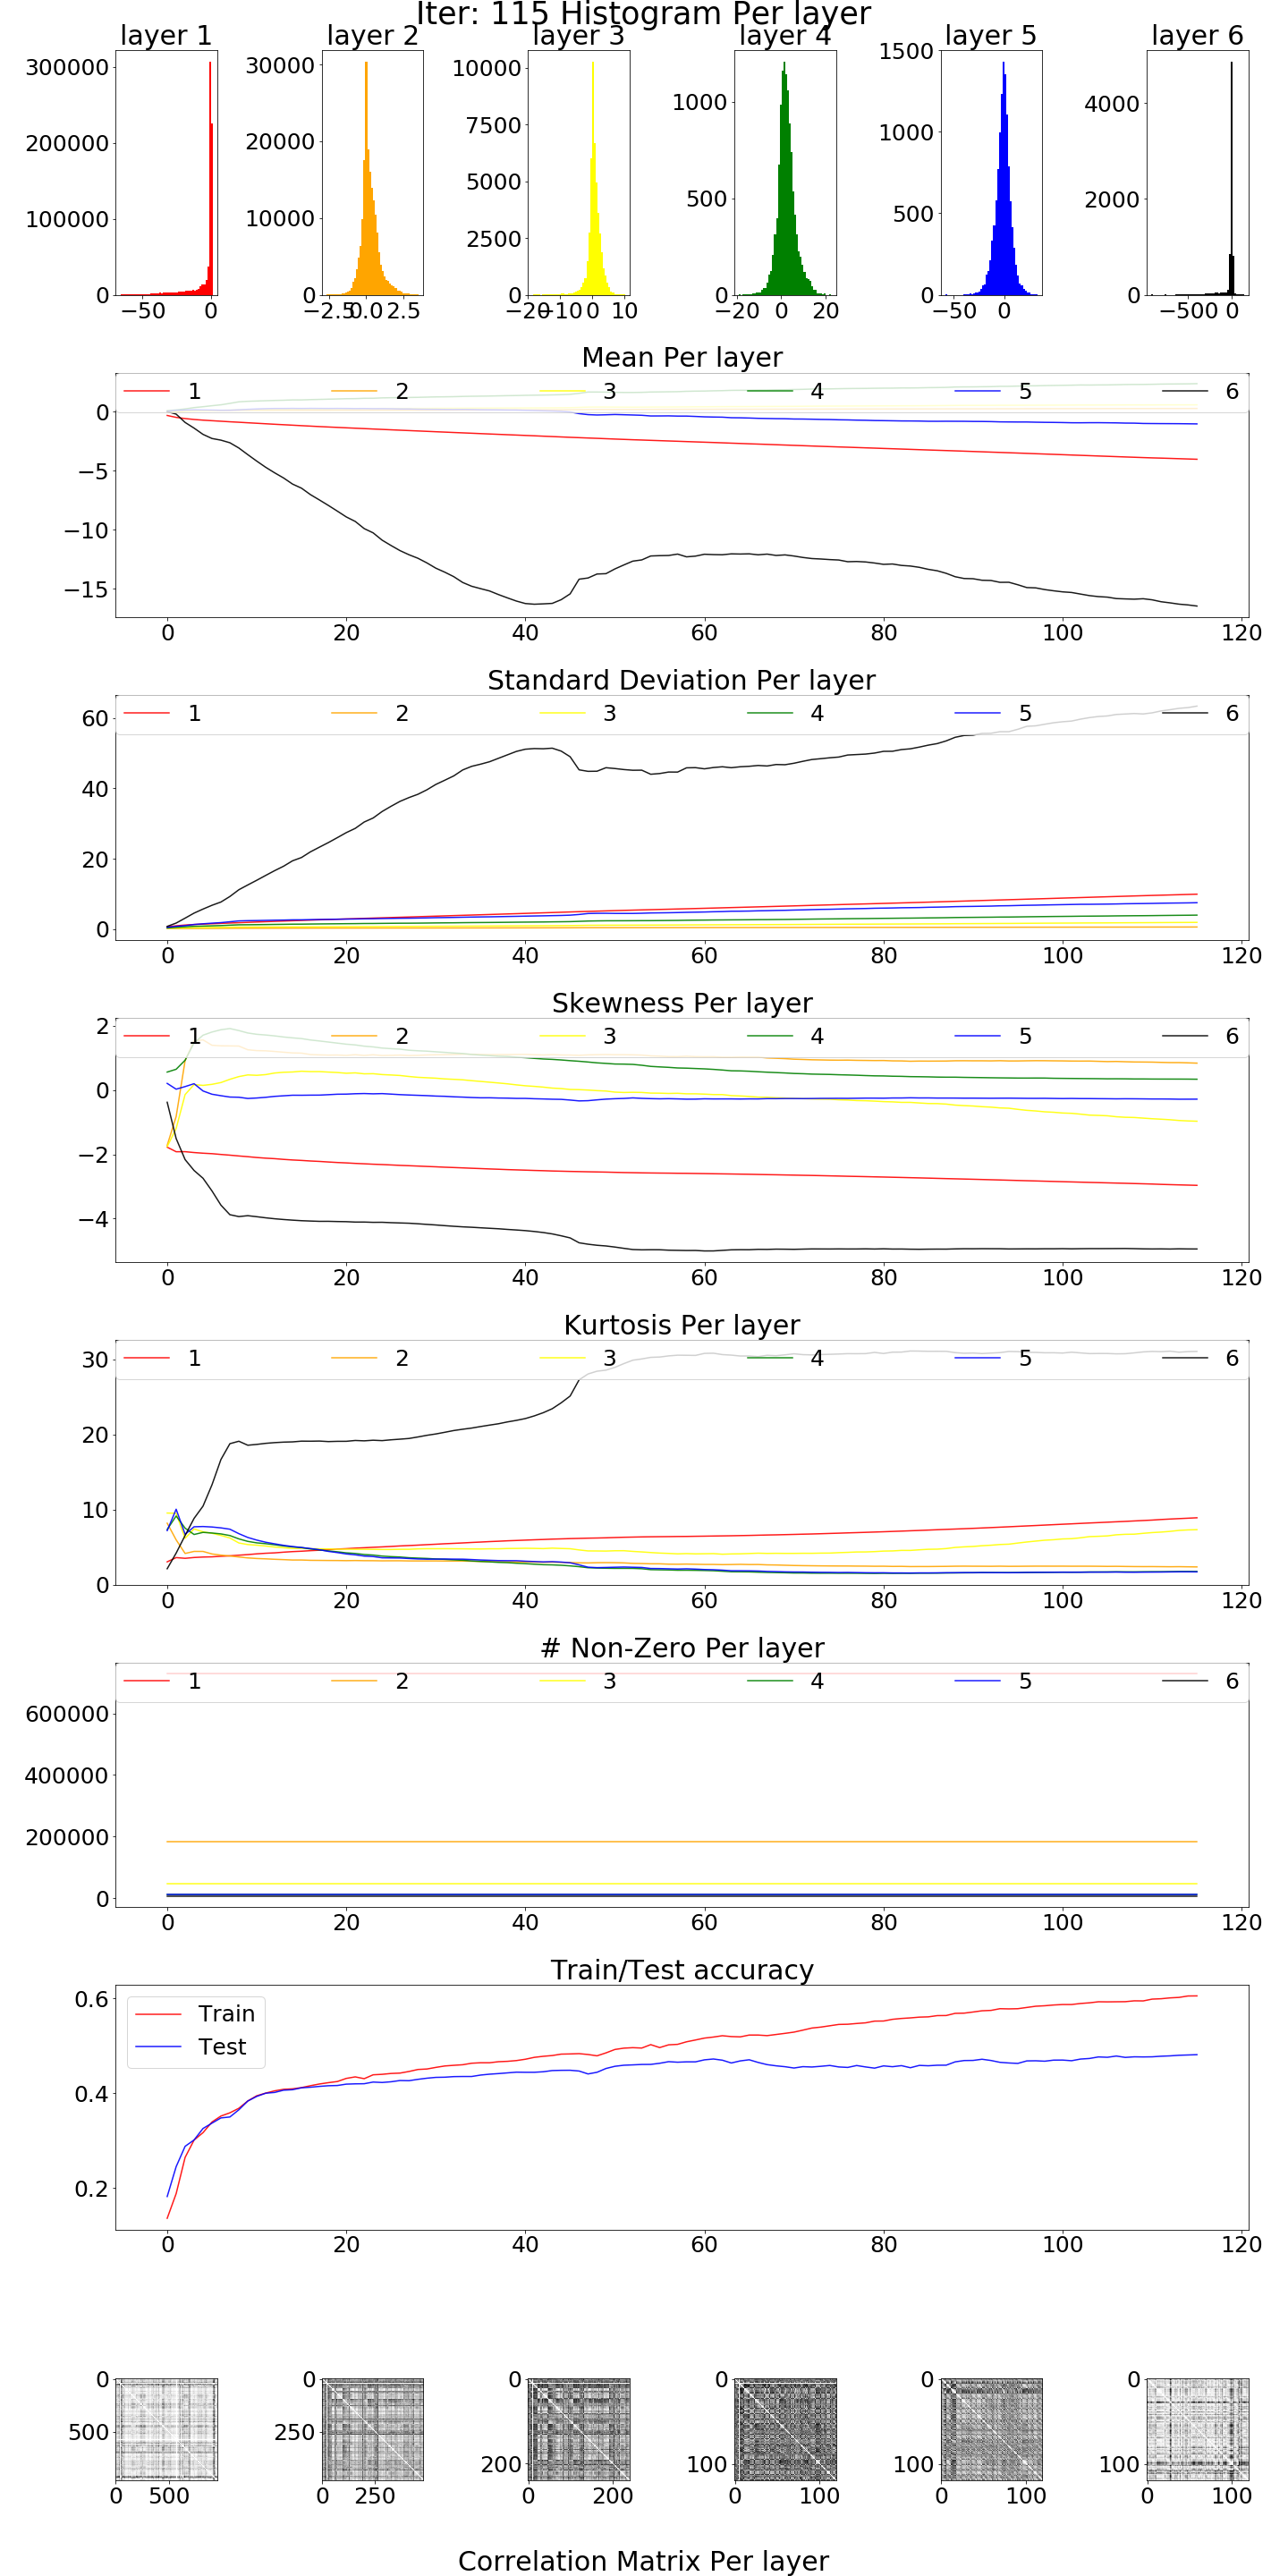 Iter: 115 Histogram Per layer
layer 1 layer 2 layer 3 layer 4 layer 5 layer 6
300000 200000 100000 0 −50 0
30000 20000 10000 0 −2.5 0.0 2.5
10000 7500 5000 2500 0 −20 −10 0 10
1000 500 0 −20 0 20
1500 1000 500 0 −50 0
4000 2000 0 −500 0
Mean Per layer
1 2 3 4 5 6
0
−5
−10
−15
0 20 40 60 80 100 120
Standard Deviation Per layer
1 2 3 4 5 6
60
40
20
0
0 20 40 60 80 100 120
Skewness Per layer
1 2 3 4 5 6
2
0
−2
−4
0 20 40 60 80 100 120
Kurtosis Per layer
1 2 3 4 5 6
30
20
10
0
0 20 40 60 80 100 120
# Non-Zero Per layer
1 2 3 4 5 6
600000
400000
200000
0
0 20 40 60 80 100 120
Train/Test accuracy
Train
Test
0.6
0.4
0.2
0 20 40 60 80 100 120
0 500 0 500
0 250 0 250
0 200 0 200
0 100 0 100
0 100 0 100
0 100 0 100
Correlation Matrix Per layer